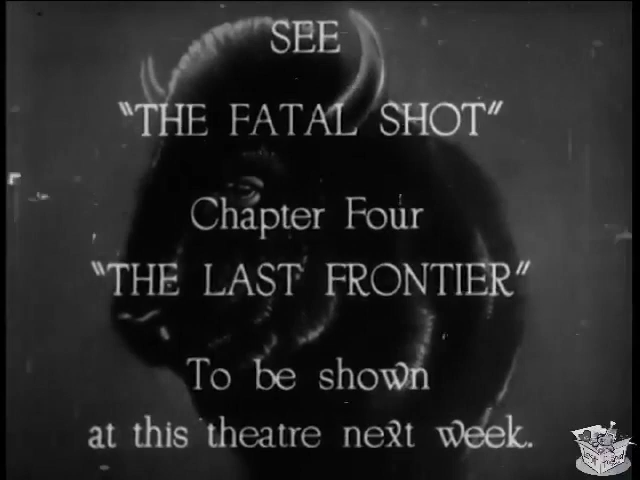 SEE
"THE FATAL SHOT"
Chapter Four
"THE LAST FRONTIER"
To be shown
at this theatre next week.